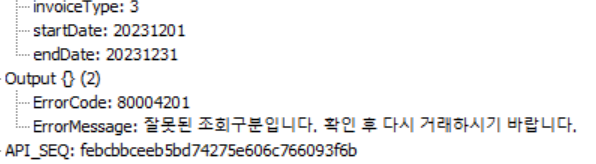 invoiceType: 3
startDate: 20231201
endDate: 20231231
Output {} (2)
ErrorCode: 80004201
ErrorMessage: 잘못된 조회구분입니다. 확인 후 다시 거래하시기 바랍니다.
API_SEQ: febcbbceeb5bd74275e606c766093f6b